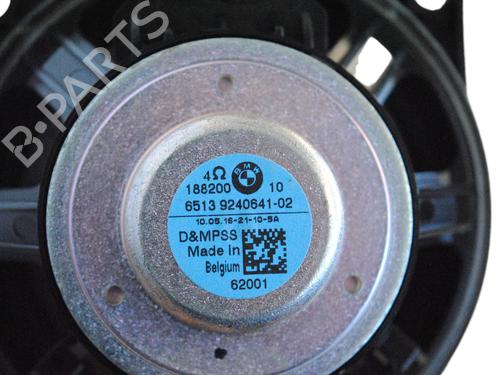 B-PARTS
4Ω
BMW
188200 10
6513 9240641-02
10.05.16-21-10-5A
D&MPSS
Made In
Belgium
62001